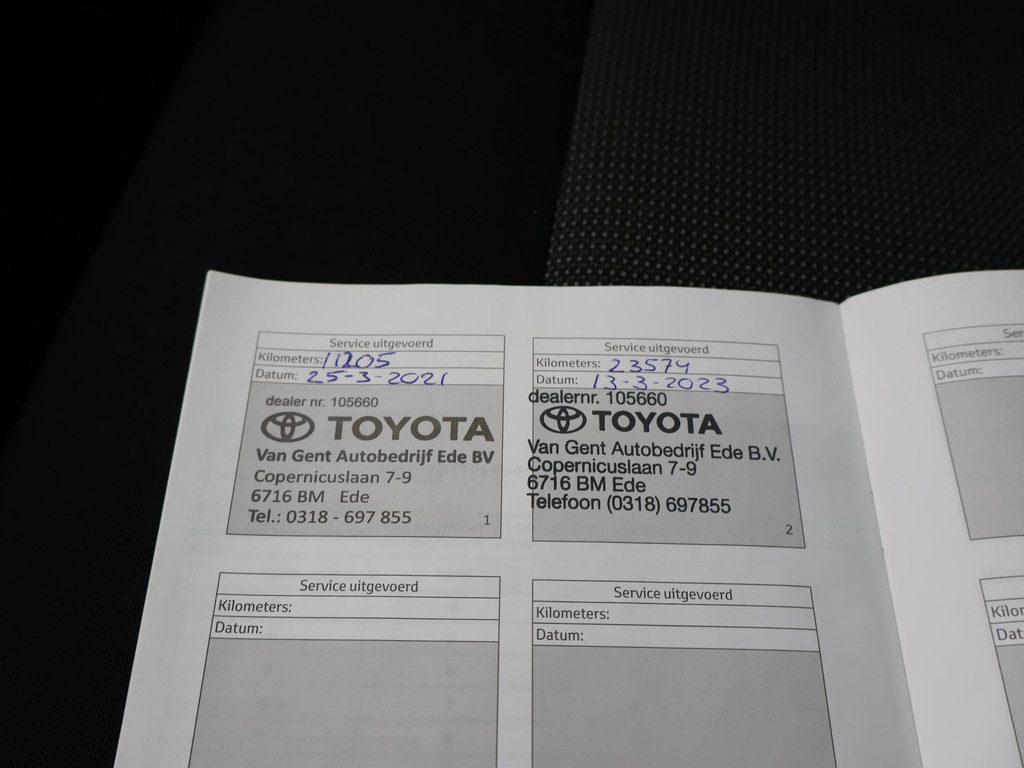 Service uitgevoerd
Kilometers: 11205
Datum: 25-3-2021
dealer nr. 105660
TOYOTA
Van Gent Autobedrijf Ede BV
Copernicuslaan 7-9
6716 BM Ede
Tel.: 0318 - 697 855
1
Service uitgevoerd
Kilometers: 23574
Datum: 13-3-2023
dealernr. 105660
TOYOTA
Van Gent Autobedrijf Ede B.V.
Copernicuslaan 7-9
6716 BM Ede
Telefoon (0318) 697855
2
Service uitgevoerd
Kilometers:
Datum:
Service uitgevoerd
Kilometers:
Datum:
Ser
Kilometers:
Datum:
Kilo
Dat